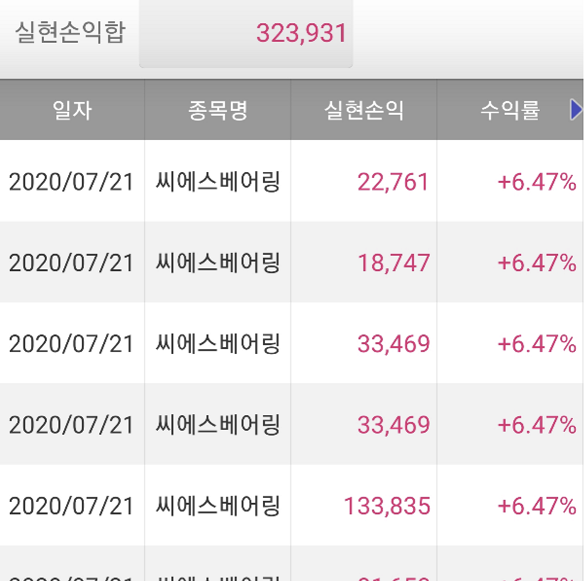 실현손익합 323,931
일자 종목명 실현손익 수익률
2020/07/21 씨에스베어링 22,761 +6.47%
2020/07/21 씨에스베어링 18,747 +6.47%
2020/07/21 씨에스베어링 33,469 +6.47%
2020/07/21 씨에스베어링 33,469 +6.47%
2020/07/21 씨에스베어링 133,835 +6.47%